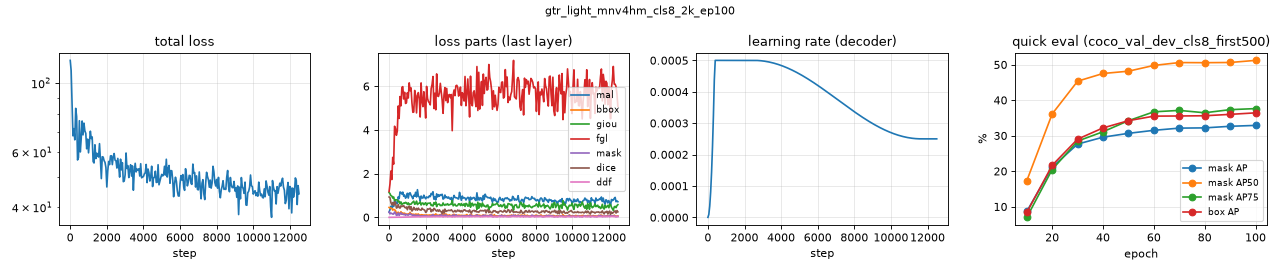 gtr_light_mnv4hm_cls8_2k_ep100
total loss
10²
6 × 10¹
4 × 10¹
0
2000
4000
6000
8000
10000
12000
step
loss parts (last layer)
6
4
2
0
mal
bbox
giou
fgl
mask
dice
ddf
0
2000
4000
6000
8000
10000
12000
step
learning rate (decoder)
0.0005
0.0004
0.0003
0.0002
0.0001
0.0000
0
2000
4000
6000
8000
10000
12000
step
quick eval (coco_val_dev_cls8_first500)
%
50
40
30
20
10
mask AP
mask AP50
mask AP75
box AP
20
40
60
80
100
epoch